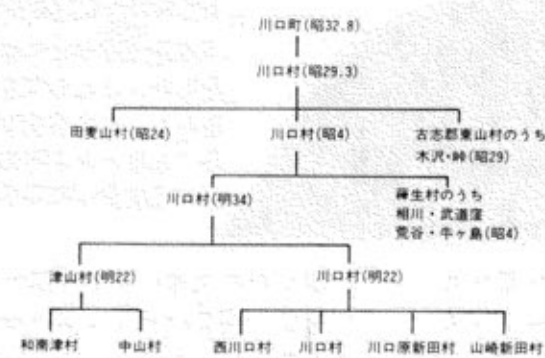 川口町(昭32.8)
川口村(昭29.3)
田麦山村(昭24) 川口村(昭4) 古志郡東山村のうち
木沢・峠(昭29)
川口村(明34) 薭生村のうち
相川・武道窪
荒谷・牛ヶ島(昭4)
津山村(明22) 川口村(明22)
和南津村 中山村 西川口村 川口村 川口原新田村 山崎新田村